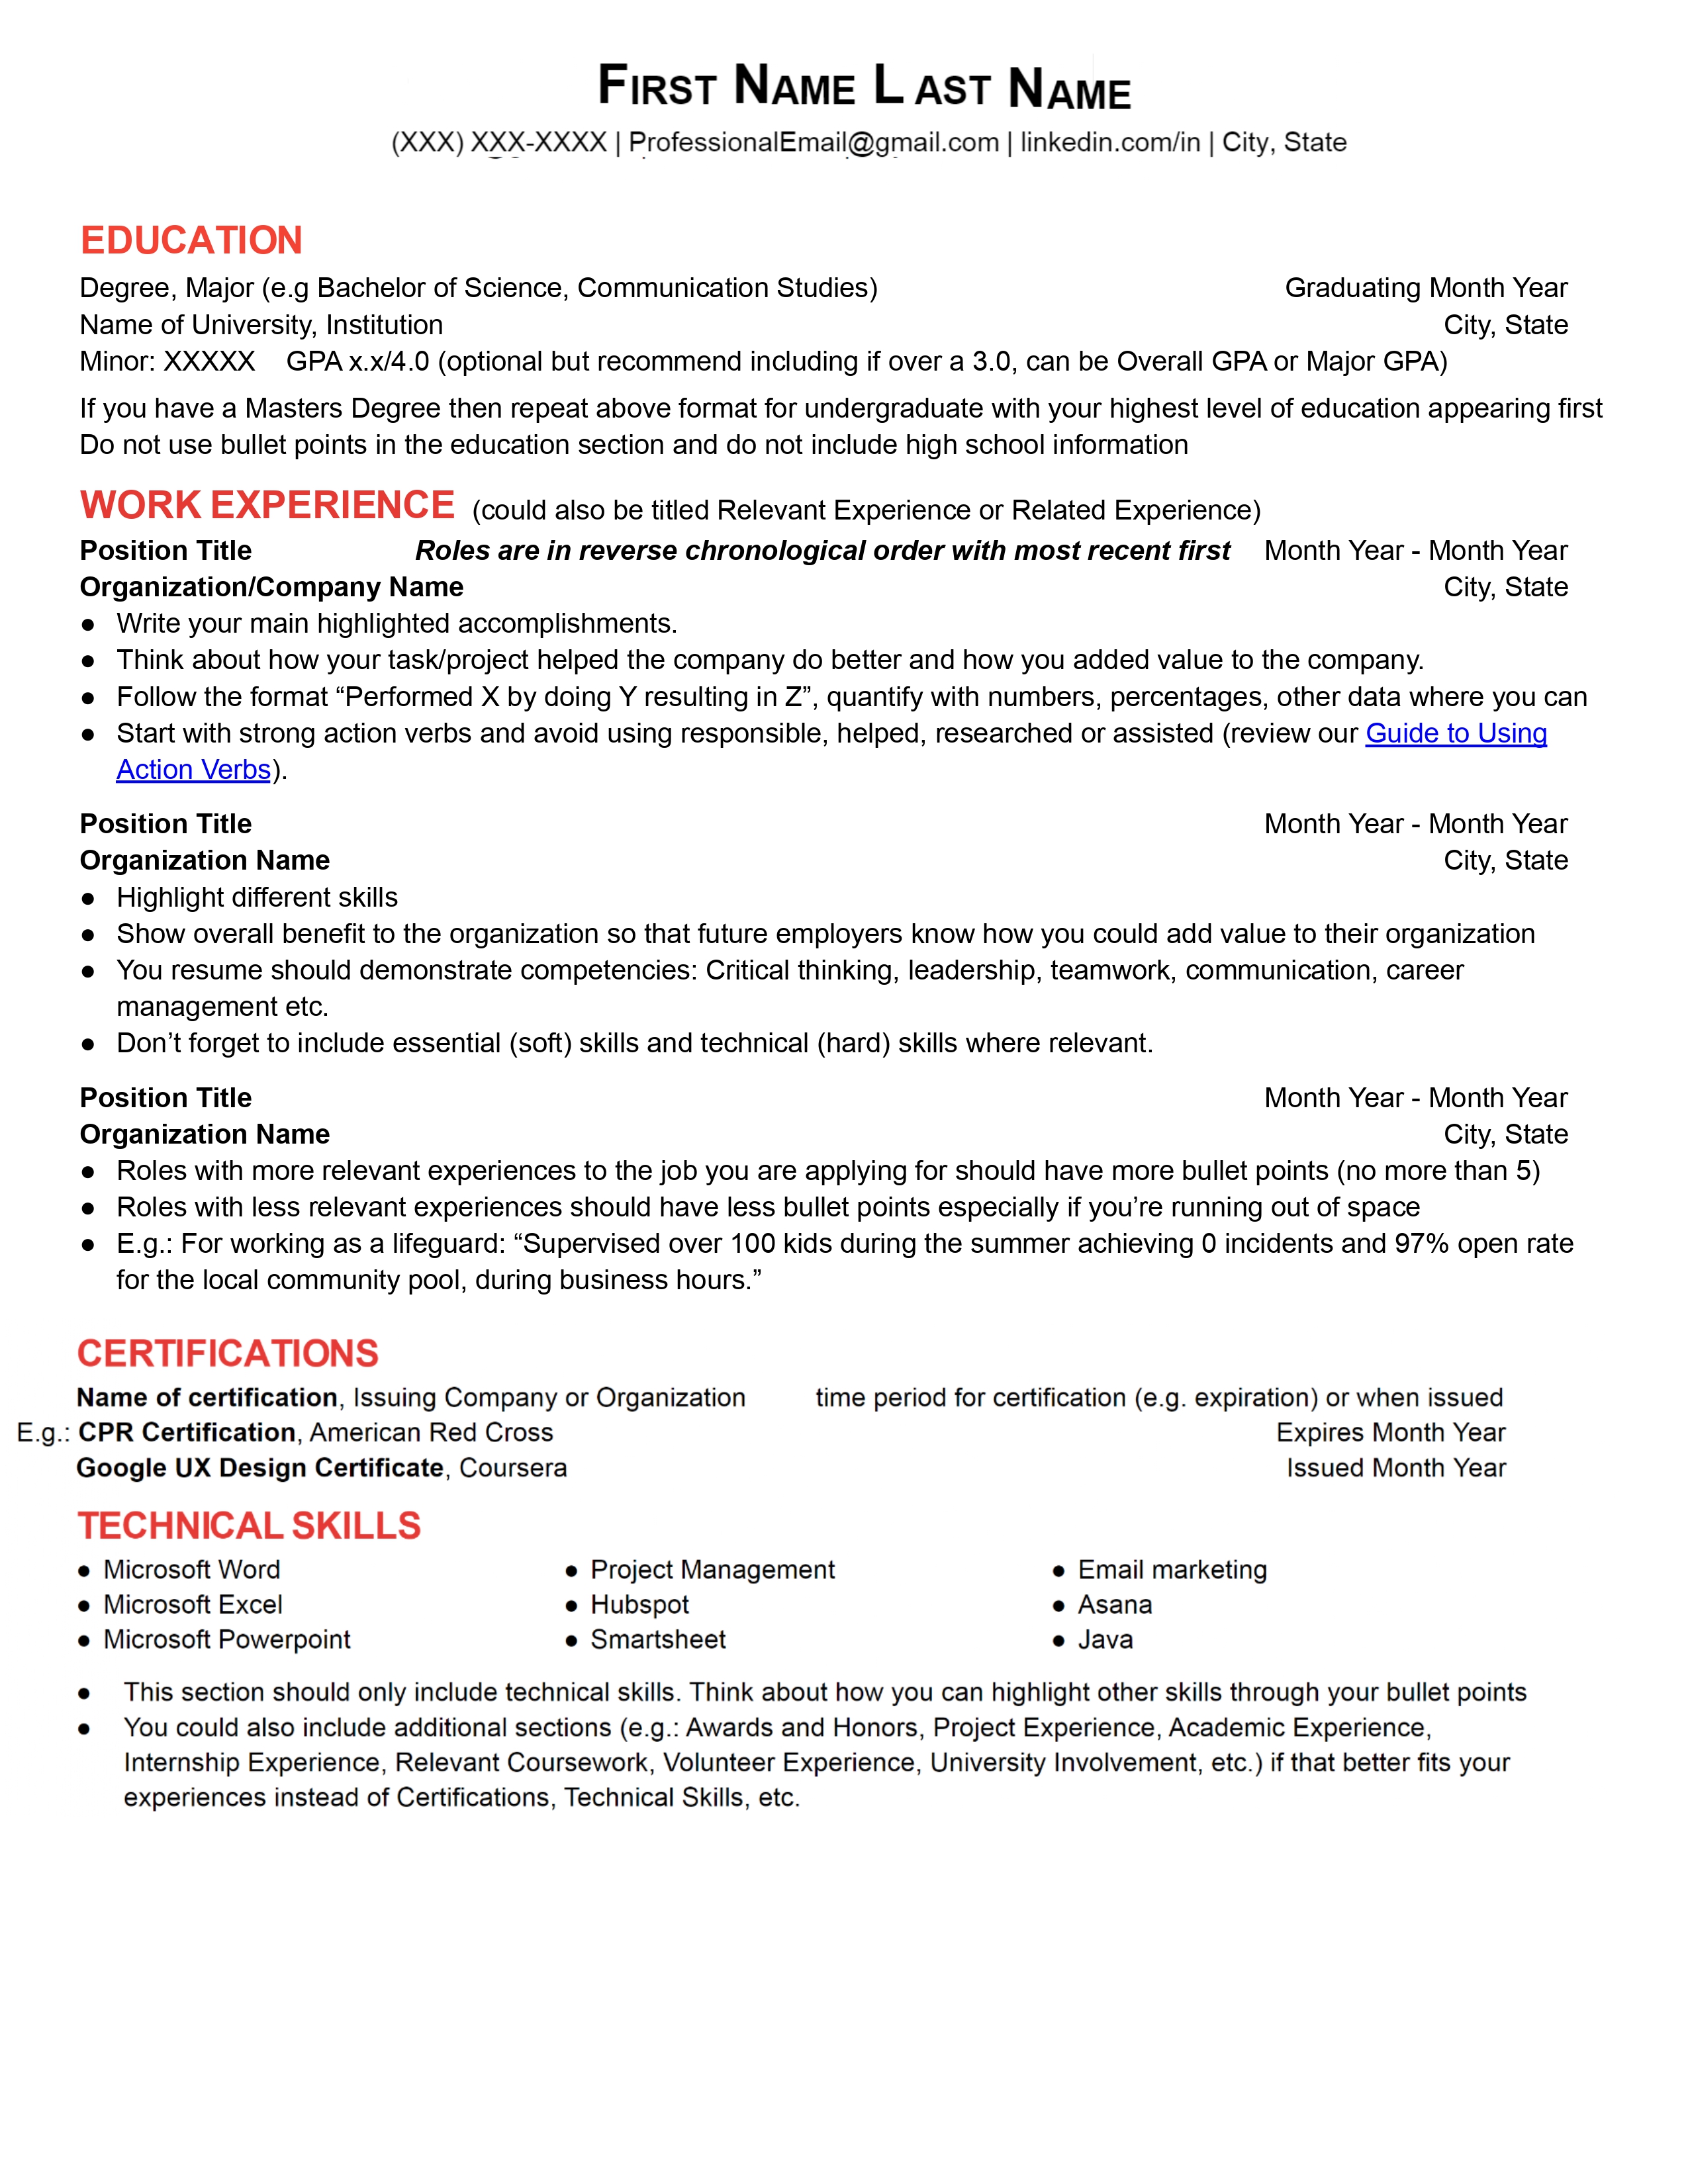 First Name Last Name
(XXX) XXX-XXXX | ProfessionalEmail@gmail.com | linkedin.com/in | City, State
EDUCATION
Degree, Major (e.g Bachelor of Science, Communication Studies) Graduating Month Year
Name of University, Institution City, State
Minor: XXXXX GPA x.x/4.0 (optional but recommend including if over a 3.0, can be Overall GPA or Major GPA)
If you have a Masters Degree then repeat above format for undergraduate with your highest level of education appearing first
Do not use bullet points in the education section and do not include high school information
WORK EXPERIENCE (could also be titled Relevant Experience or Related Experience)
Position Title Roles are in reverse chronological order with most recent first Month Year - Month Year
Organization/Company Name City, State
● Write your main highlighted accomplishments.
● Think about how your task/project helped the company do better and how you added value to the company.
● Follow the format “Performed X by doing Y resulting in Z”, quantify with numbers, percentages, other data where you can
● Start with strong action verbs and avoid using responsible, helped, researched or assisted (review our Guide to Using
Action Verbs).
Position Title Month Year - Month Year
Organization Name City, State
● Highlight different skills
● Show overall benefit to the organization so that future employers know how you could add value to their organization
● You resume should demonstrate competencies: Critical thinking, leadership, teamwork, communication, career
management etc.
● Don’t forget to include essential (soft) skills and technical (hard) skills where relevant.
Position Title Month Year - Month Year
Organization Name City, State
● Roles with more relevant experiences to the job you are applying for should have more bullet points (no more than 5)
● Roles with less relevant experiences should have less bullet points especially if you’re running out of space
● E.g.: For working as a lifeguard: “Supervised over 100 kids during the summer achieving 0 incidents and 97% open rate
for the local community pool, during business hours.”
CERTIFICATIONS
Name of certification, Issuing Company or Organization time period for certification (e.g. expiration) or when issued
E.g.: CPR Certification, American Red Cross Expires Month Year
Google UX Design Certificate, Coursera Issued Month Year
TECHNICAL SKILLS
● Microsoft Word ● Project Management ● Email marketing
● Microsoft Excel ● Hubspot ● Asana
● Microsoft Powerpoint ● Smartsheet ● Java
● This section should only include technical skills. Think about how you can highlight other skills through your bullet points
● You could also include additional sections (e.g.: Awards and Honors, Project Experience, Academic Experience,
Internship Experience, Relevant Coursework, Volunteer Experience, University Involvement, etc.) if that better fits your
experiences instead of Certifications, Technical Skills, etc.